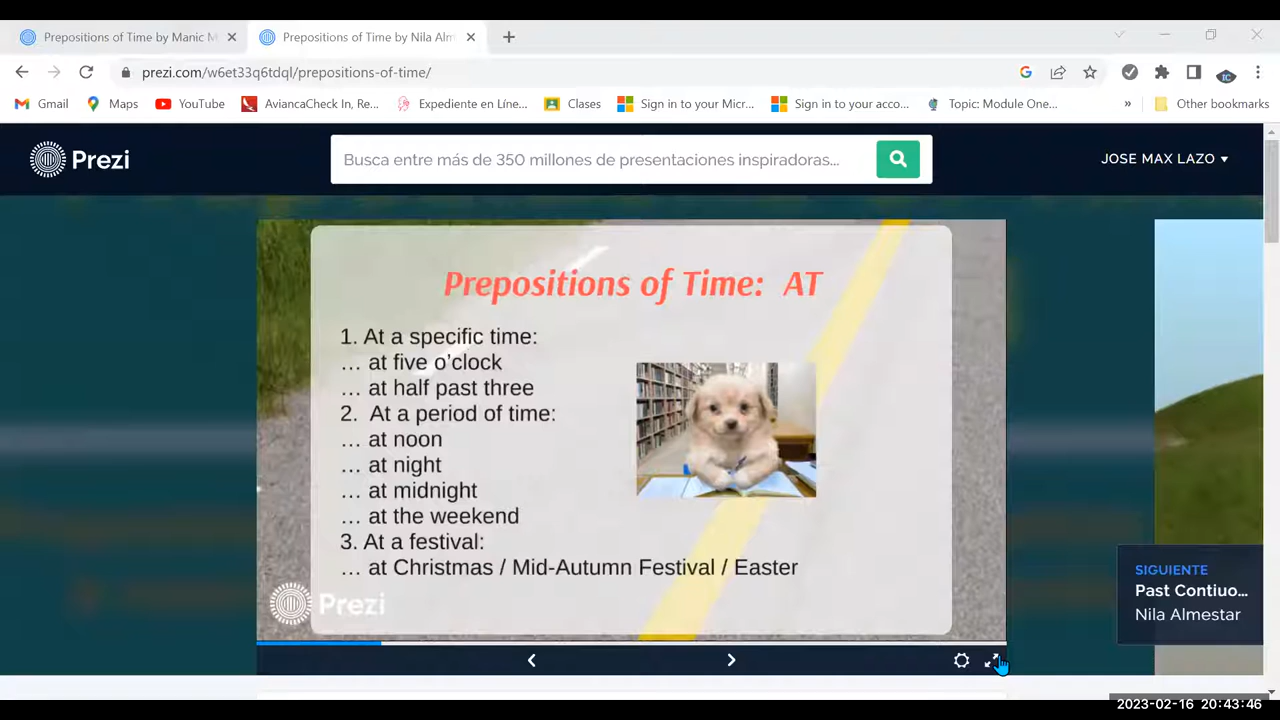 Prepositions of Time by Manic M
Prepositions of Time by Nila Alm
prezi.com/w6et33q6tdql/prepsitions-of-time/
Gmail
Maps
YouTube
AviancaCheck In, Re...
Expediente en Líne...
Clases
Sign in to your Micr...
Sign in to your acco...
Topic: Module One...
»
Other bookmarks
Prezi
Busca entre más de 350 millones de presentaciones inspiradoras...
JOSE MAX LAZO
Prepositions of Time: AT
1. At a specific time:
… at five o’clock
… at half past three
2. At a period of time:
… at noon
… at night
… at midnight
… at the weekend
3. At a festival:
… at Christmas / Mid-Autumn Festival / Easter
Prezi
SIGUIENTE
Past Contiuo...
Nila Almestar
2023-02-16 20:43:46